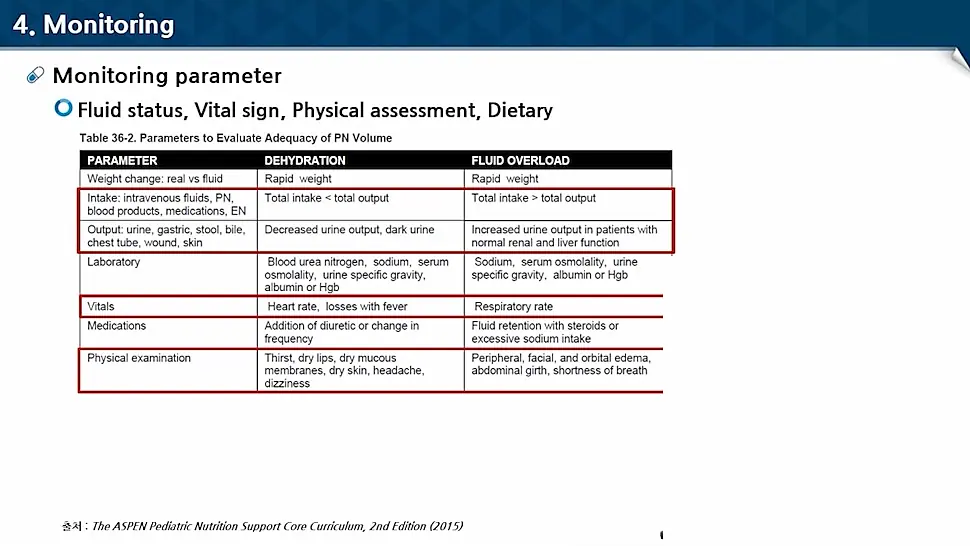 4. Monitoring
Monitoring parameter
Fluid status, Vital sign, Physical assessment, Dietary
Table 36-2. Parameters to Evaluate Adequacy of PN Volume
PARAMETER DEHYDRATION FLUID OVERLOAD
Weight change: real vs fluid Rapid weight Rapid weight
Intake: intravenous fluids, PN, Total intake < total output Total intake > total output
blood products, medications, EN
Output: urine, gastric, stool, bile, Decreased urine output, dark urine Increased urine output in patients with
chest tube, wound, skin normal renal and liver function
Laboratory Blood urea nitrogen, sodium, serum Sodium, serum osmolality, urine
osmolality, urine specific gravity, specific gravity, albumin or Hgb
albumin or Hgb
Vitals Heart rate, losses with fever Respiratory rate
Medications Addition of diuretic or change in Fluid retention with steroids or
frequency excessive sodium intake
Physical examination Thirst, dry lips, dry mucous Peripheral, facial, and orbital edema,
membranes, dry skin, headache, abdominal girth, shortness of breath
dizziness
출처 : The ASPEN Pediatric Nutrition Support Core Curriculum, 2nd Edition (2015)